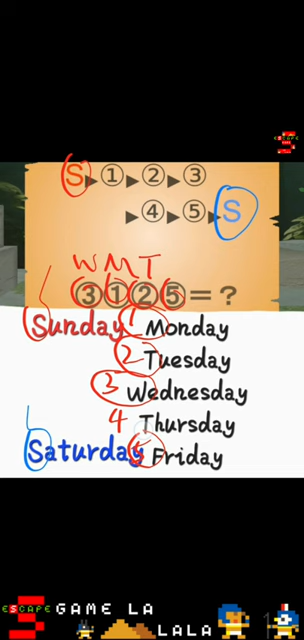 S ① ② ③
④ ⑤ S
W M T
③①②⑤=?
Sunday 1 Monday
2 Tuesday
3 Wednesday
4 Thursday
Saturday 5 Friday
ESCAPE GAME LA
LALA